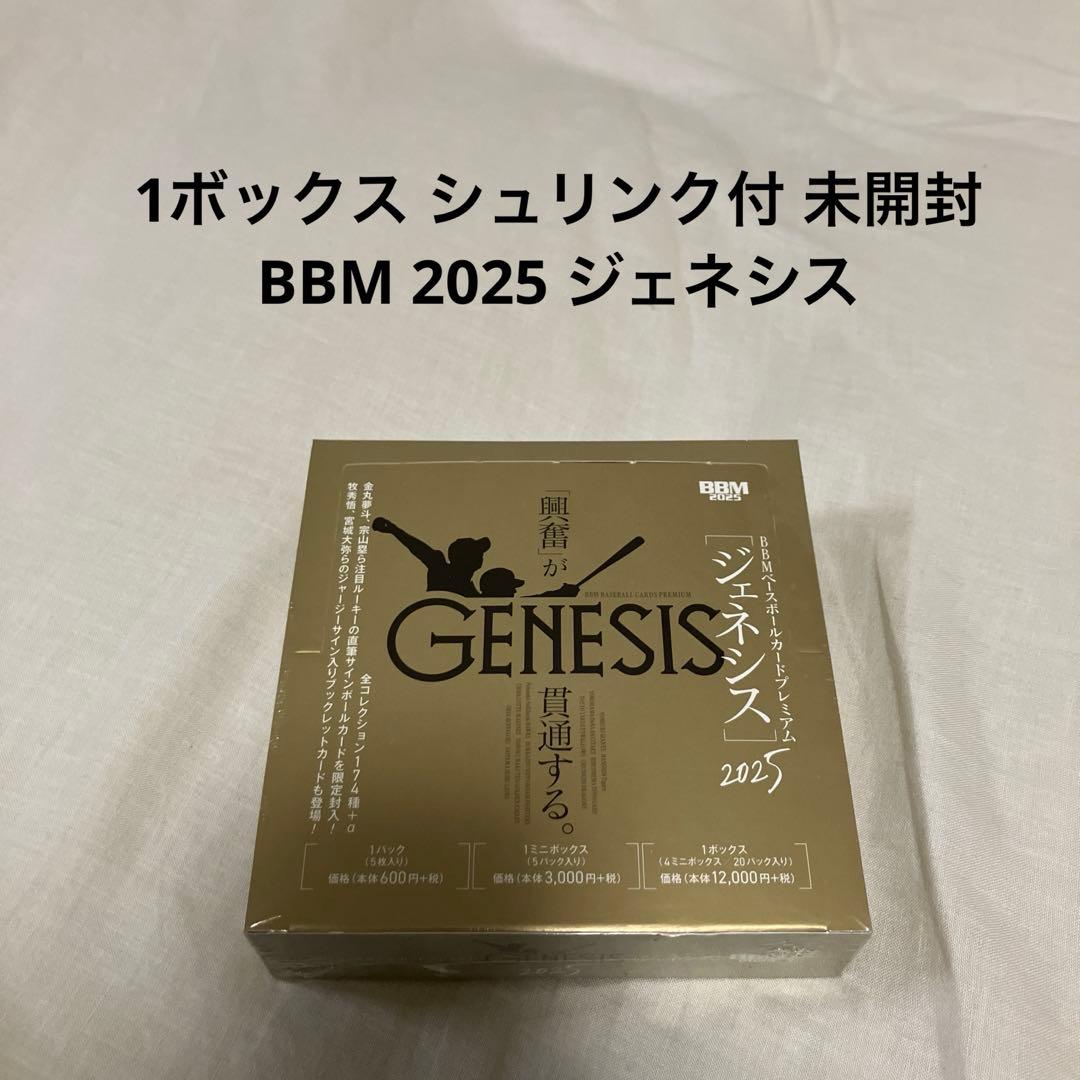 1ボックス シュリンク付 未開封
BBM 2025 ジェネシス
BBM
2025
BBMベースボールカードプレミアム
[ジェネシス]
2025
「興奮」が
BBM BASEBALL CARDS PREMIUM
GENESIS
貫通する。
全コレクション174種+α
金丸夢斗、宗山塁ら注目ルーキーの直筆サインボールカードを限定封入!
牧秀悟、宮城大弥らのジャージーサイン入りブックレットカードも登場!
1パック
(5枚入り)
価格(本体600円+税)
1ミニボックス
(5パック入り)
価格(本体3,000円+税)
1ボックス
(4ミニボックス/20パック入り)
価格(本体12,000円+税)
GENESIS
2025